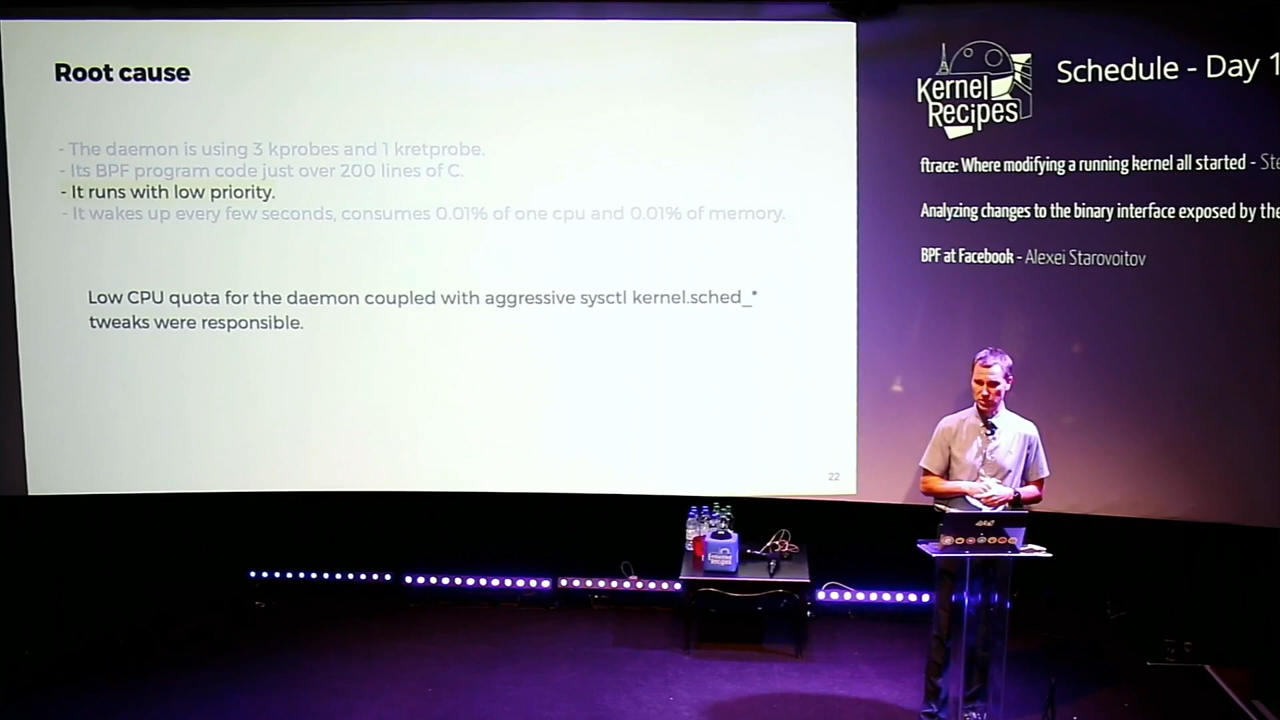 Root cause
- The daemon is using 3 kprobes and 1 kretprobe.
- Its BPF program code just over 200 lines of C.
- It runs with low priority.
- It wakes up every few seconds, consumes 0.01% of one cpu and 0.01% of memory.
Low CPU quota for the daemon coupled with aggressive sysctl kernel.sched_*
tweaks were responsible.
22
Kernel
Recipes
Schedule - Day 1
ftrace: Where modifying a running kernel all started - Ste
Analyzing changes to the binary interface exposed by the
BPF at Facebook - Alexei Starovoitov